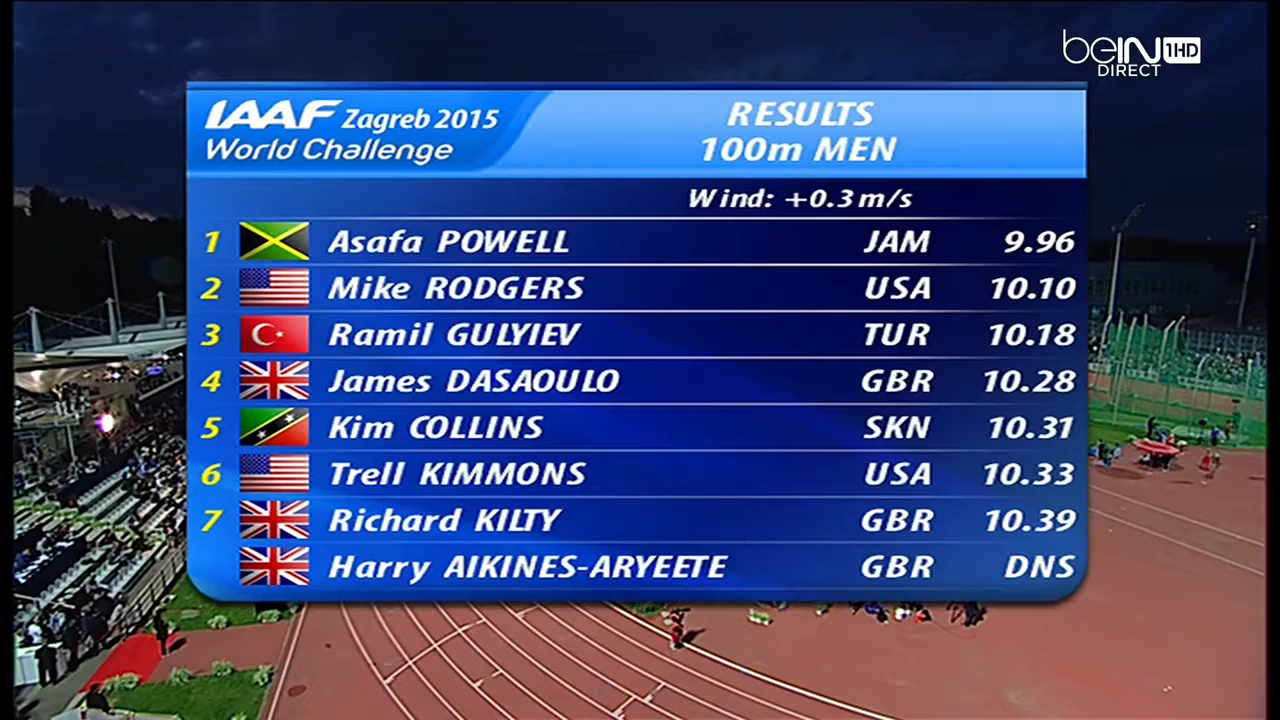 beIN 1HD
DIRECT
IAAF Zagreb 2015
World Challenge
RESULTS
100m MEN
Wind: +0.3 m/s
1 Asafa POWELL JAM 9.96
2 Mike RODGERS USA 10.10
3 Ramil GULYIEV TUR 10.18
4 James DASAOULO GBR 10.28
5 Kim COLLINS SKN 10.31
6 Trell KIMMONS USA 10.33
7 Richard KILTY GBR 10.39
Harry AIKINES-ARYEETE GBR DNS